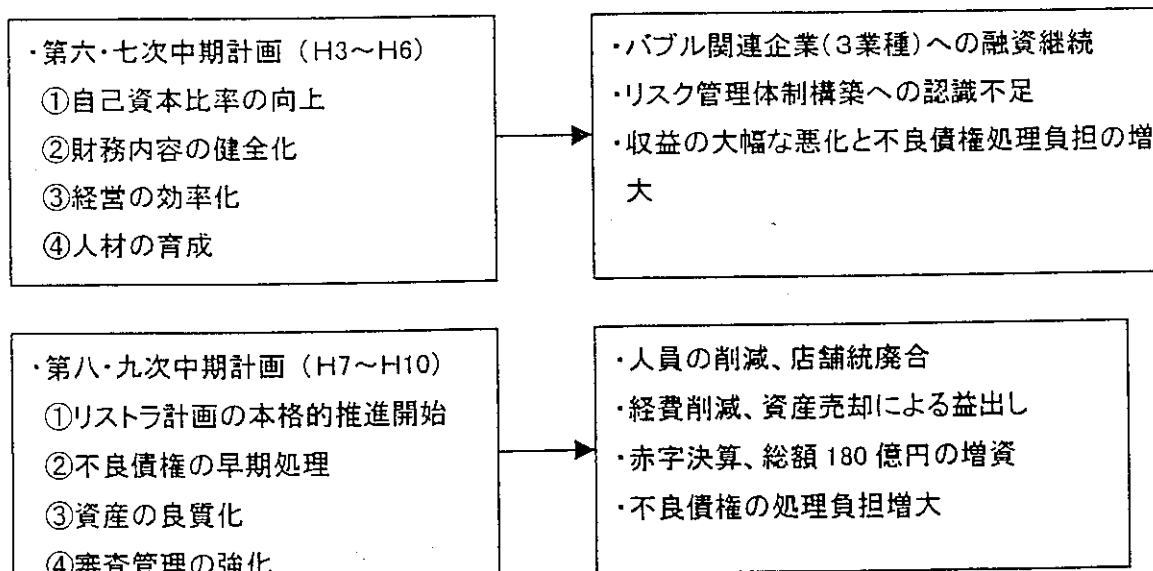 ・第六・七次中期計画（H3～H6）
①自己資本比率の向上
②財務内容の健全化
③経営の効率化
④人材の育成
・バブル関連企業(３業種)への融資継続
・リスク管理体制構築への認識不足
・収益の大幅な悪化と不良債権処理負担の増
大
・第八・九次中期計画（H7～H10）
①リストラ計画の本格的推進開始
②不良債権の早期処理
③資産の良質化
④審査管理の強化
・人員の削減、店舗統廃合
・経費削減、資産売却による益出し
・赤字決算、総額 180 億円の増資
・不良債権の処理負担増大